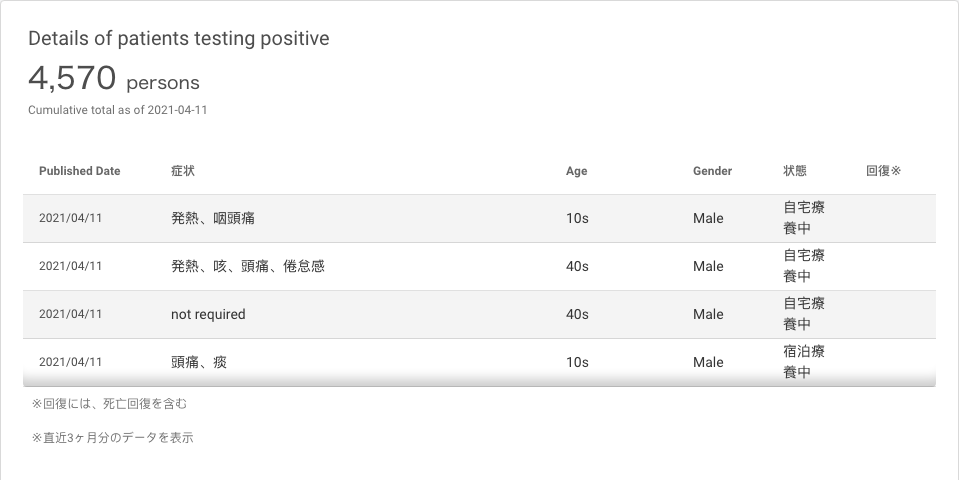 Details of patients testing positive
4,570 persons
Cumulative total as of 2021-04-11
Published Date 症状 Age Gender 状態 回復※
2021/04/11 発熱、咽頭痛 10s Male 自宅療
養中
2021/04/11 発熱、咳、頭痛、倦怠感 40s Male 自宅療
養中
2021/04/11 not required 40s Male 自宅療
養中
2021/04/11 頭痛、痰 10s Male 宿泊療
養中
※回復には、死亡回復を含む
※直近3ヶ月分のデータを表示